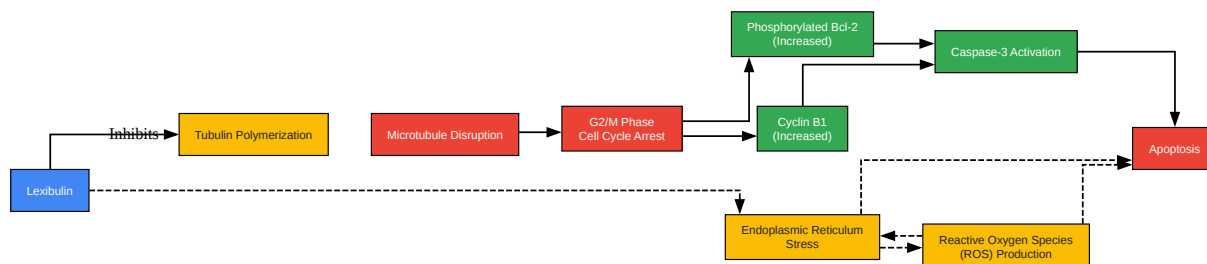 Phosphorylated Bcl-2
(Increased)
Caspase-3 Activation
Inhibits
Tubulin Polymerization
Microtubule Disruption
G2/M Phase
Cell Cycle Arrest
Cyclin B1
(Increased)
Apoptosis
Lexibulin
Endoplasmic Reticulum
Stress
Reactive Oxygen Species
(ROS) Production